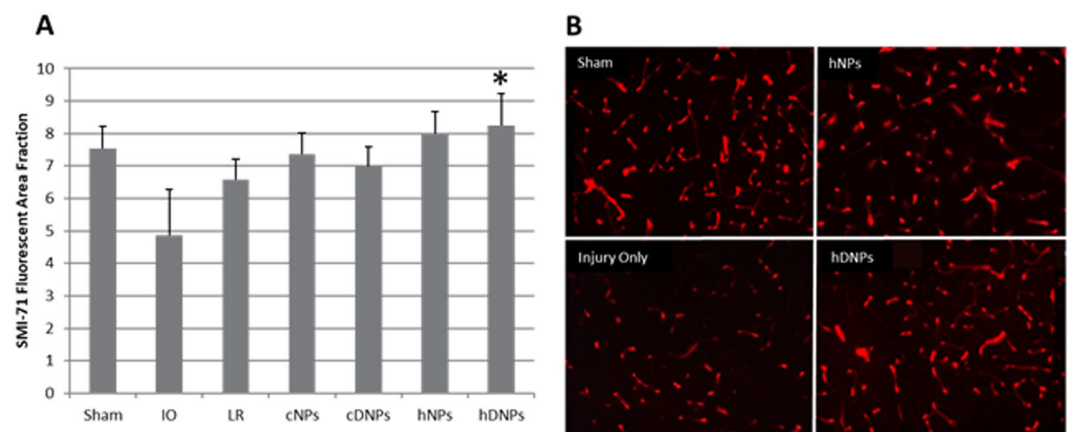 A
SMI-71 Fluorescent Area Fraction
10
9
8
7
6
5
4
3
2
1
0
*
Sham IO LR cNPs cDNPs hNPs hDNPs
B
Sham
hNPs
Injury Only
hDNPs